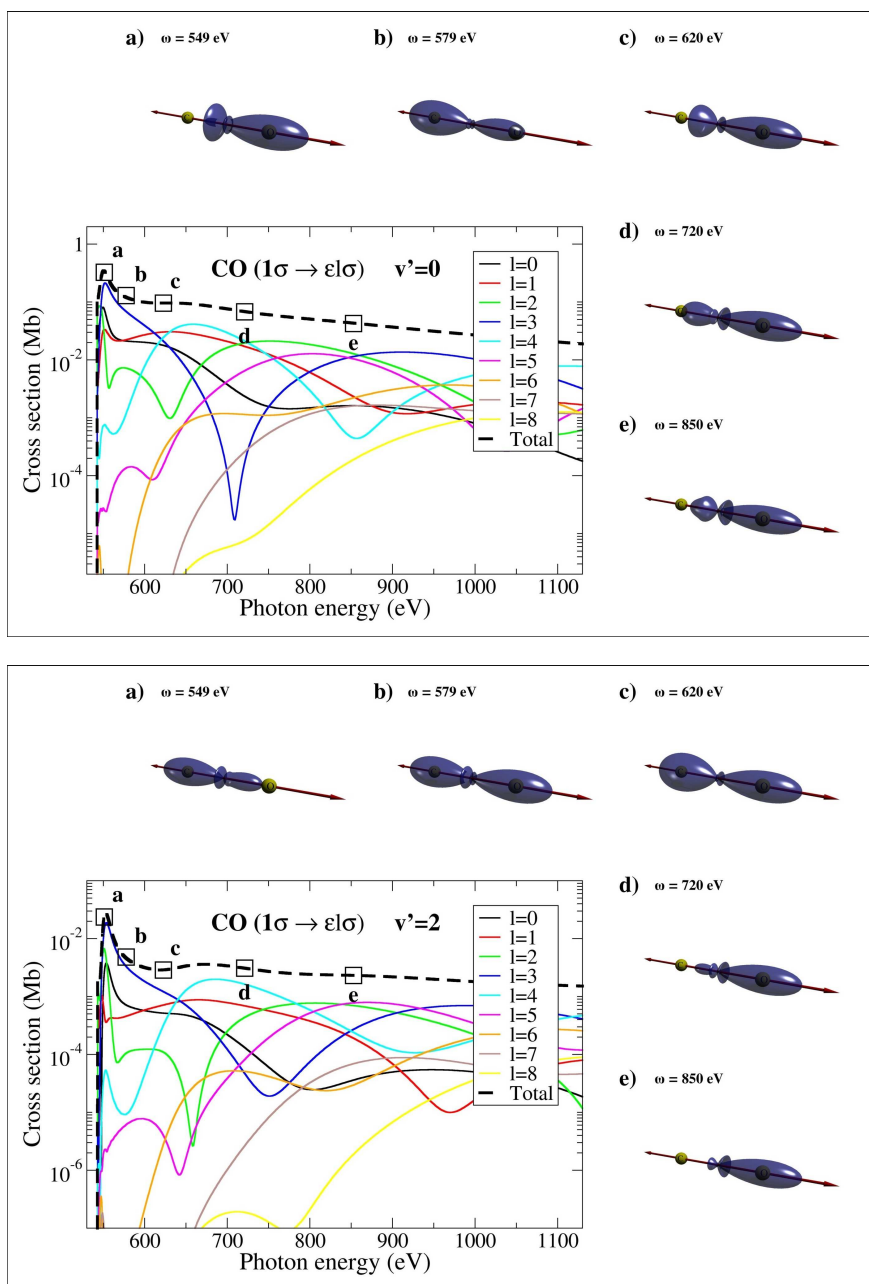 a) ω = 549 eV
b) ω = 579 eV
c) ω = 620 eV
O
O
O
d) ω = 720 eV
O
e) ω = 850 eV
O
CO (1σ → εlσ) v'=0
a
b
c
d
e
l=0
l=1
l=2
l=3
l=4
l=5
l=6
l=7
l=8
Total
Cross section (Mb)
1
10^-2
10^-4
600 700 800 900 1000 1100
Photon energy (eV)
a) ω = 549 eV
b) ω = 579 eV
c) ω = 620 eV
O
O
O
d) ω = 720 eV
O
e) ω = 850 eV
O
CO (1σ → εlσ) v'=2
a
b
c
d
e
l=0
l=1
l=2
l=3
l=4
l=5
l=6
l=7
l=8
Total
Cross section (Mb)
10^-2
10^-4
10^-6
600 700 800 900 1000 1100
Photon energy (eV)